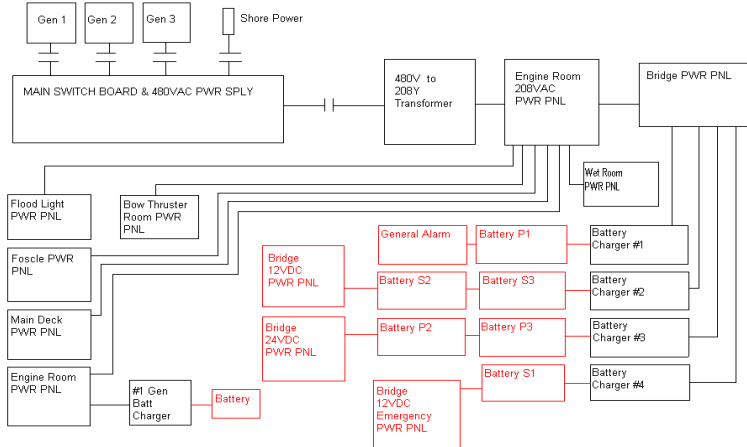 Gen 1
Gen 2
Gen 3
Shore Power
MAIN SWITCH BOARD & 480VAC PWR SPLY
480V to
208Y
Transformer
Engine Room
208VAC
PWR PNL
Bridge PWR PNL
Flood Light
PWR PNL
Bow Thruster
Room PWR
PNL
Wet Room
PWR PNL
Foscle PWR
PNL
Main Deck
PWR PNL
Engine Room
PWR PNL
#1 Gen
Batt
Charger
Battery
General Alarm
Battery P1
Battery
Charger #1
Bridge
12VDC
PWR PNL
Battery S2
Battery S3
Battery
Charger #2
Bridge
24VDC
PWR PNL
Battery P2
Battery P3
Battery
Charger #3
Bridge
12VDC
Emergency
PWR PNL
Battery S1
Battery
Charger #4